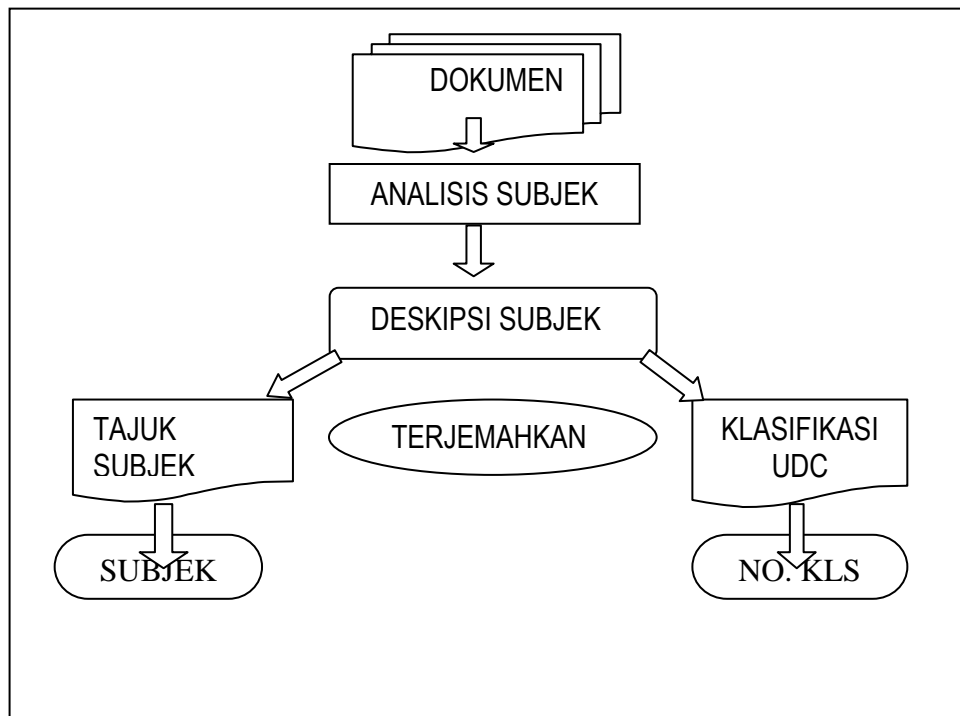 DOKUMEN
ANALISIS SUBJEK
DESKIPSI SUBJEK
TAJUK
SUBJEK
TERJEMAHKAN
KLASIFIKASI
UDC
SUBJEK
NO. KLS